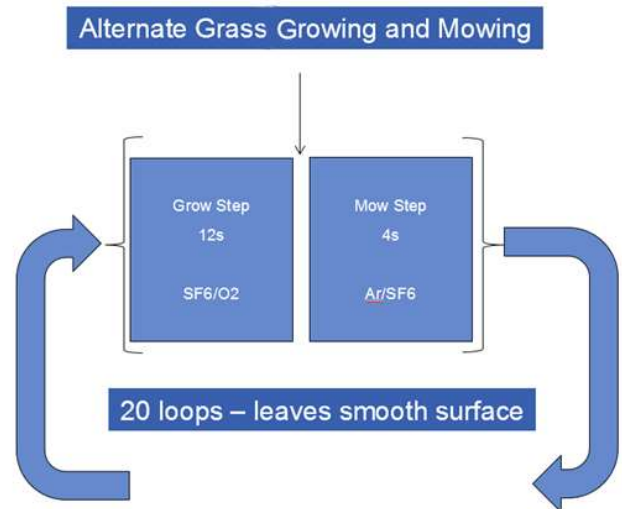 Alternate Grass Growing and Mowing
Grow Step
12s
SF6/O2
Mow Step
4s
Ar/SF6
20 loops – leaves smooth surface